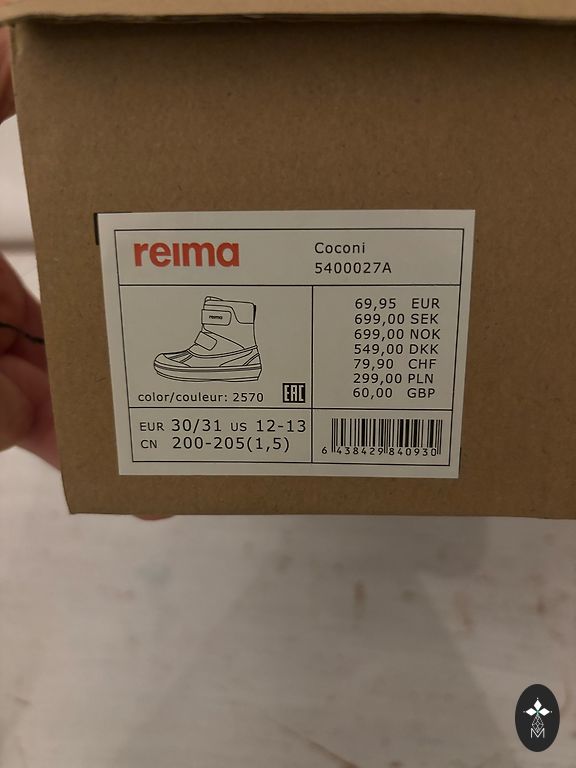 reima
Coconi
5400027A
reima
color/couleur: 2570
EAC
69,95 EUR
699,00 SEK
699,00 NOK
549,00 DKK
79,90 CHF
299,00 PLN
60,00 GBP
EUR 30/31 US 12-13
CN 200-205(1,5)
6 438429 840930
M